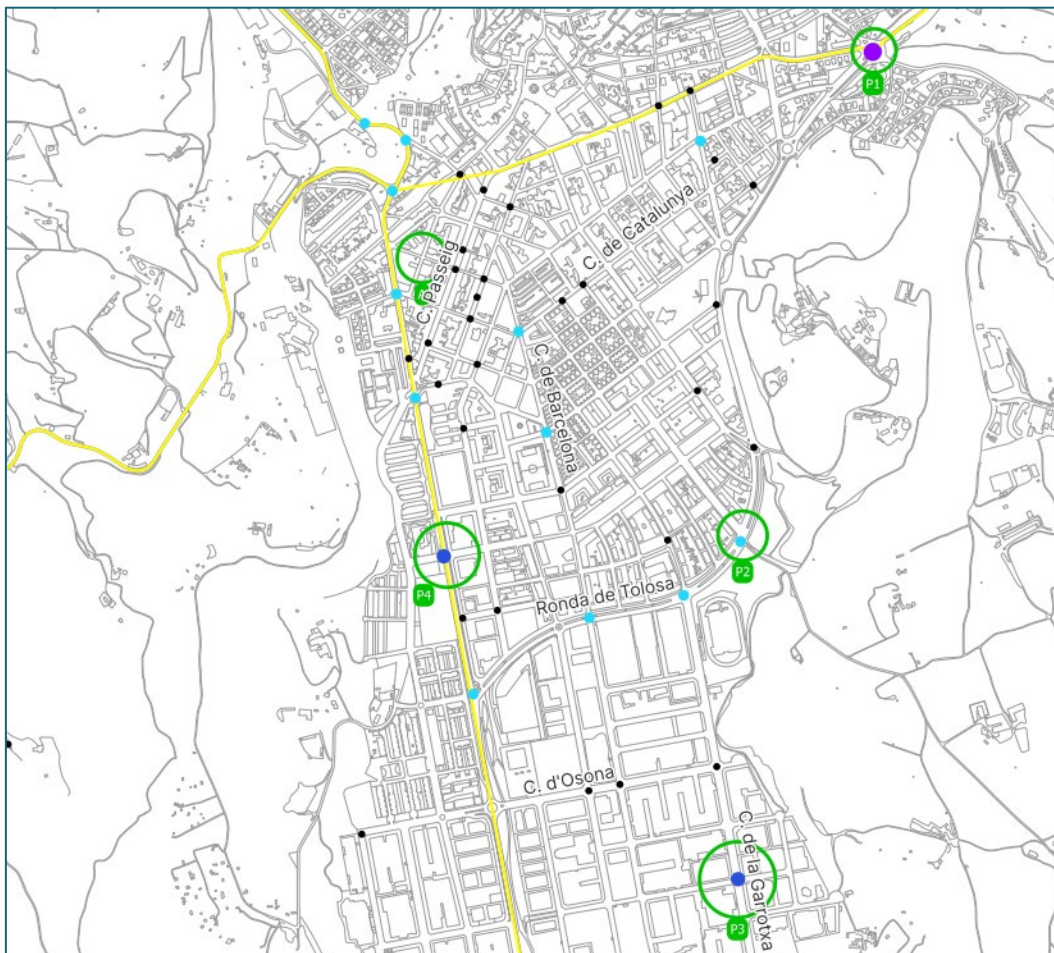 P1
C. de Catalunya
C. Passeig
C. de Barcelona
P2
P4
Ronda de Tolosa
C. d'Osona
C. de la Garrotxa
P3